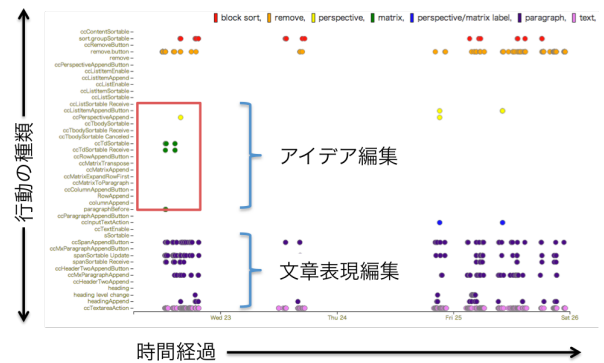 block sort, remove, perspective, matrix, perspective/matrix label, paragraph, text,
ccContentSortable
sort.groupSortable
ccRemoveButton
remove.button
remove
ccPerspectiveAppendButton
ccListItemEnable
ccListItemAppend
ccListEnable
ccListItemSortable
ccListSortable
ccListSortable Receive
ccListItemAppendButton
ccPerspectiveAppend
ccTbodySortable
ccTbodySortable Receive
ccTbodySortable Canceled
ccTdSortable
ccTdSortable Receive
ccRowAppendButton
ccMatrixTranspose
ccMatrixAppend
ccMatrixExpandRowFirst
ccMatrixToParagraph
ccColumnAppendButton
RowAppend
columnAppend
paragraphBefore
ccParagraphAppendButton
ccInputTextAction
ccTextEnable
sSortable
ccSpanAppendButton
ccMxParagraphAppendButton
spanSortable Update
spanSortable Receive
ccHeaderTwoAppendButton
ccMxParagraphAppend
ccHeaderTwoAppend
heading
heading level change
headingAppend
ccTextareaAction
行動の種類
アイデア編集
文章表現編集
Wed 23
Thu 24
Fri 25
Sat 26
時間経過